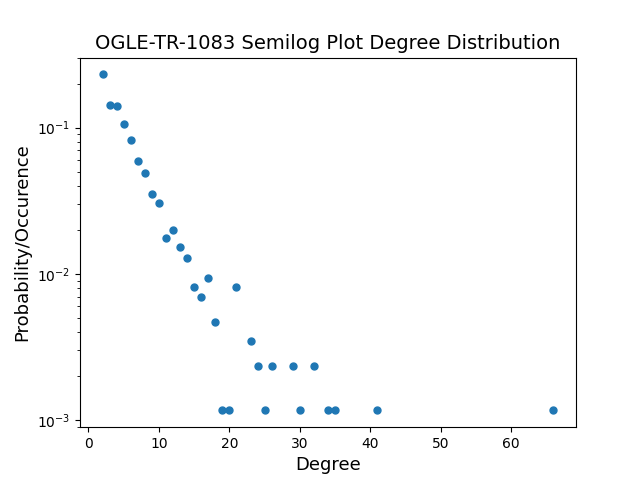 OGLE-TR-1083 Semilog Plot Degree Distribution
Probability/Occurence
10⁻¹
10⁻²
10⁻³
0 10 20 30 40 50 60
Degree